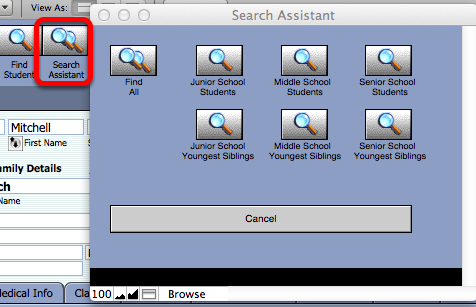 View As:
Search Assistant
Find
Student
Search
Assistant
Find
All
Junior School
Students
Middle School
Students
Senior School
Students
Junior School
Youngest Siblings
Middle School
Youngest Siblings
Senior School
Youngest Siblings
Mitchell
First Name
amily Details
ch
Cancel
edical Info
Cla
100
Browse